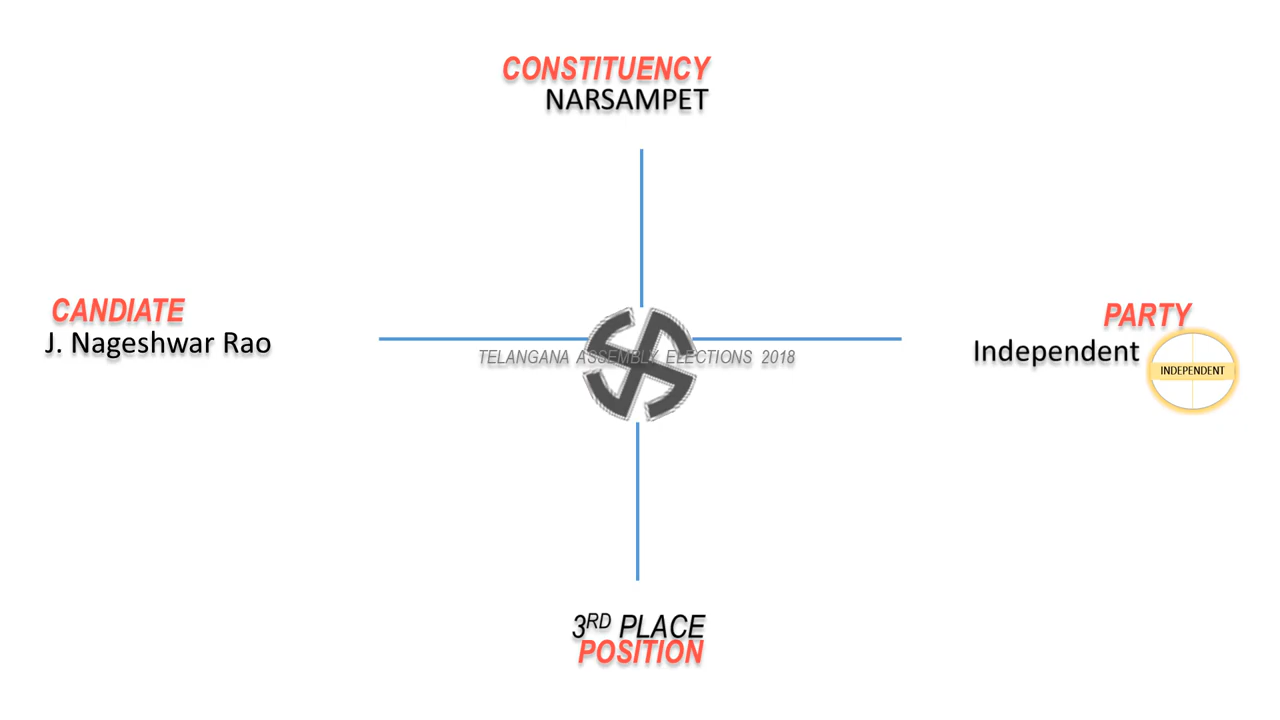 CONSTITUENCY
NARSAMPET
CANDIATE
J. Nageshwar Rao
TELANGANA ASSEMBLY ELECTIONS 2018
PARTY
Independent
INDEPENDENT
3RD PLACE
POSITION